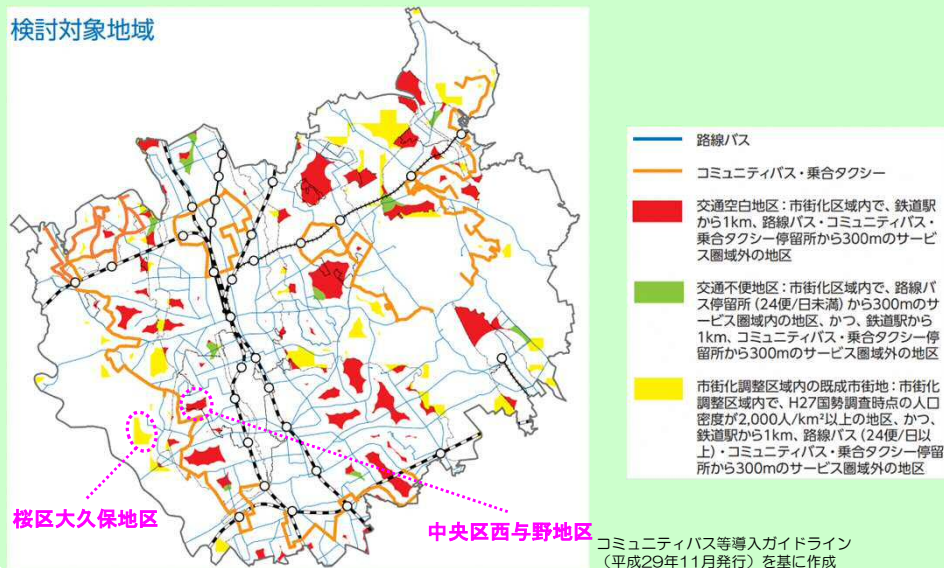 検討対象地域
路線バス
コミュニティバス・乗合タクシー
交通空白地区：市街化区域内で、鉄道駅
から1km、路線バス・コミュニティバス・
乗合タクシー停留所から300mのサービ
ス圏域外の地区
交通不便地区：市街化区域内で、路線バ
ス停留所（24便/日未満）から300mのサ
ービス圏域内の地区、かつ、鉄道駅から
1km、コミュニティバス・乗合タクシー停
留所から300mのサービス圏域外の地区
市街化調整区域内の既成市街地：市街化
調整区域内で、H27国勢調査時点の人口
密度が2,000人/km²以上の地区、かつ、
鉄道駅から1km、路線バス（24便/日以
上）・コミュニティバス・乗合タクシー停留
所から300mのサービス圏域外の地区
桜区大久保地区
中央区西与野地区
コミュニティバス等導入ガイドライン
（平成29年11月発行）を基に作成